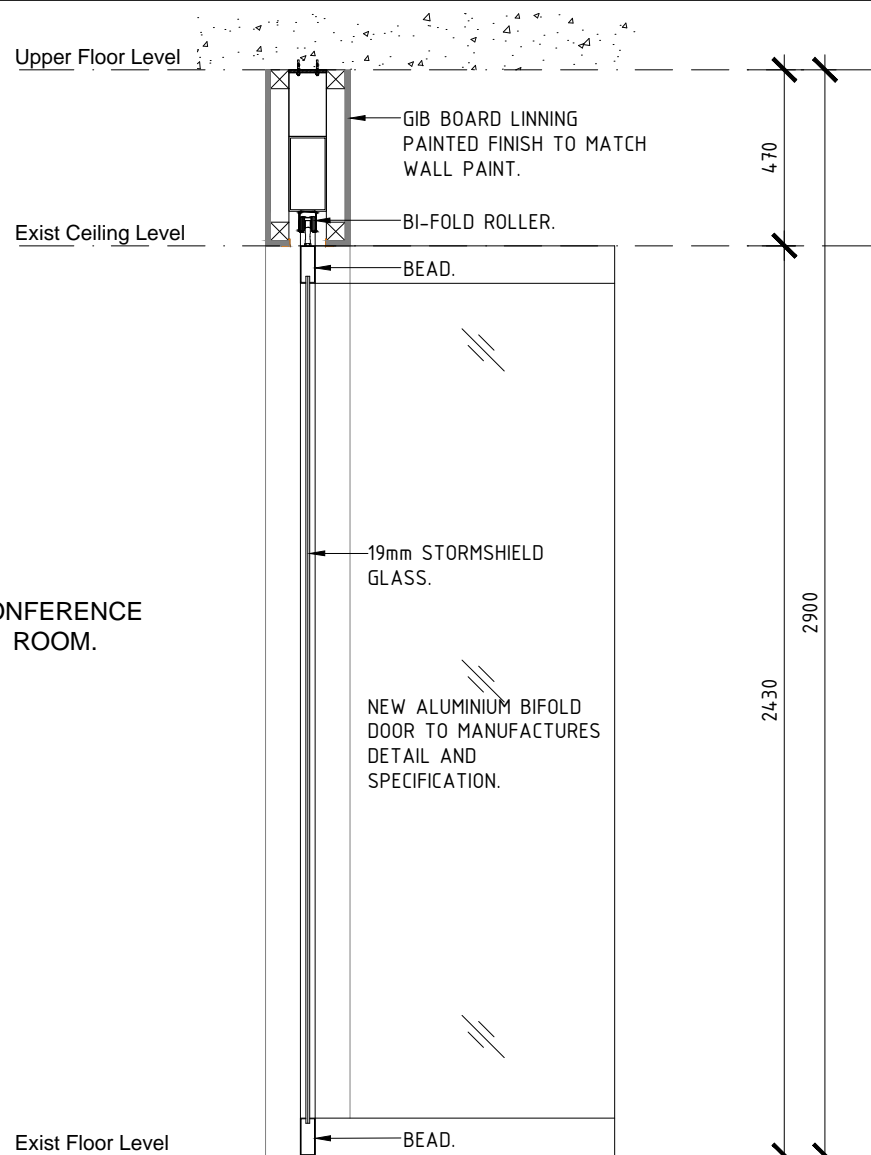 Upper Floor Level
GIB BOARD LINNING
PAINTED FINISH TO MATCH
WALL PAINT.
470
BI-FOLD ROLLER.
Exist Ceiling Level
BEAD.
19mm STORMSHIELD
GLASS.
ONFERENCE
ROOM.
2900
2430
NEW ALUMINIUM BIFOLD
DOOR TO MANUFACTURES
DETAIL AND
SPECIFICATION.
Exist Floor Level
BEAD.